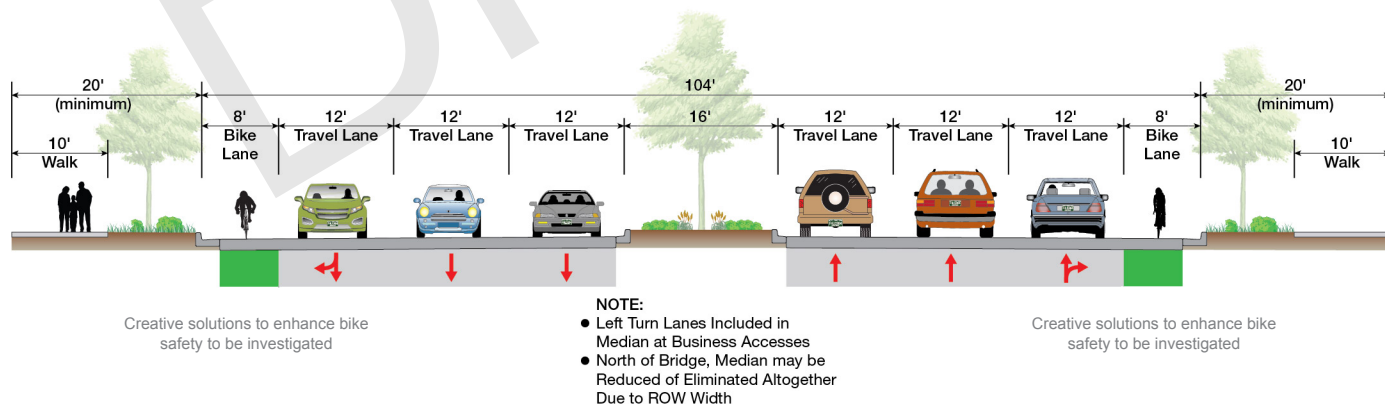 20'
(minimum)
104'
20'
(minimum)
8'
Bike
Lane
12'
Travel Lane
12'
Travel Lane
12'
Travel Lane
16'
12'
Travel Lane
12'
Travel Lane
12'
Travel Lane
8'
Bike
Lane
10'
Walk
10'
Walk
Creative solutions to enhance bike
safety to be investigated
NOTE:
● Left Turn Lanes Included in
Median at Business Accesses
● North of Bridge, Median may be
Reduced of Eliminated Altogether
Due to ROW Width
Creative solutions to enhance bike
safety to be investigated